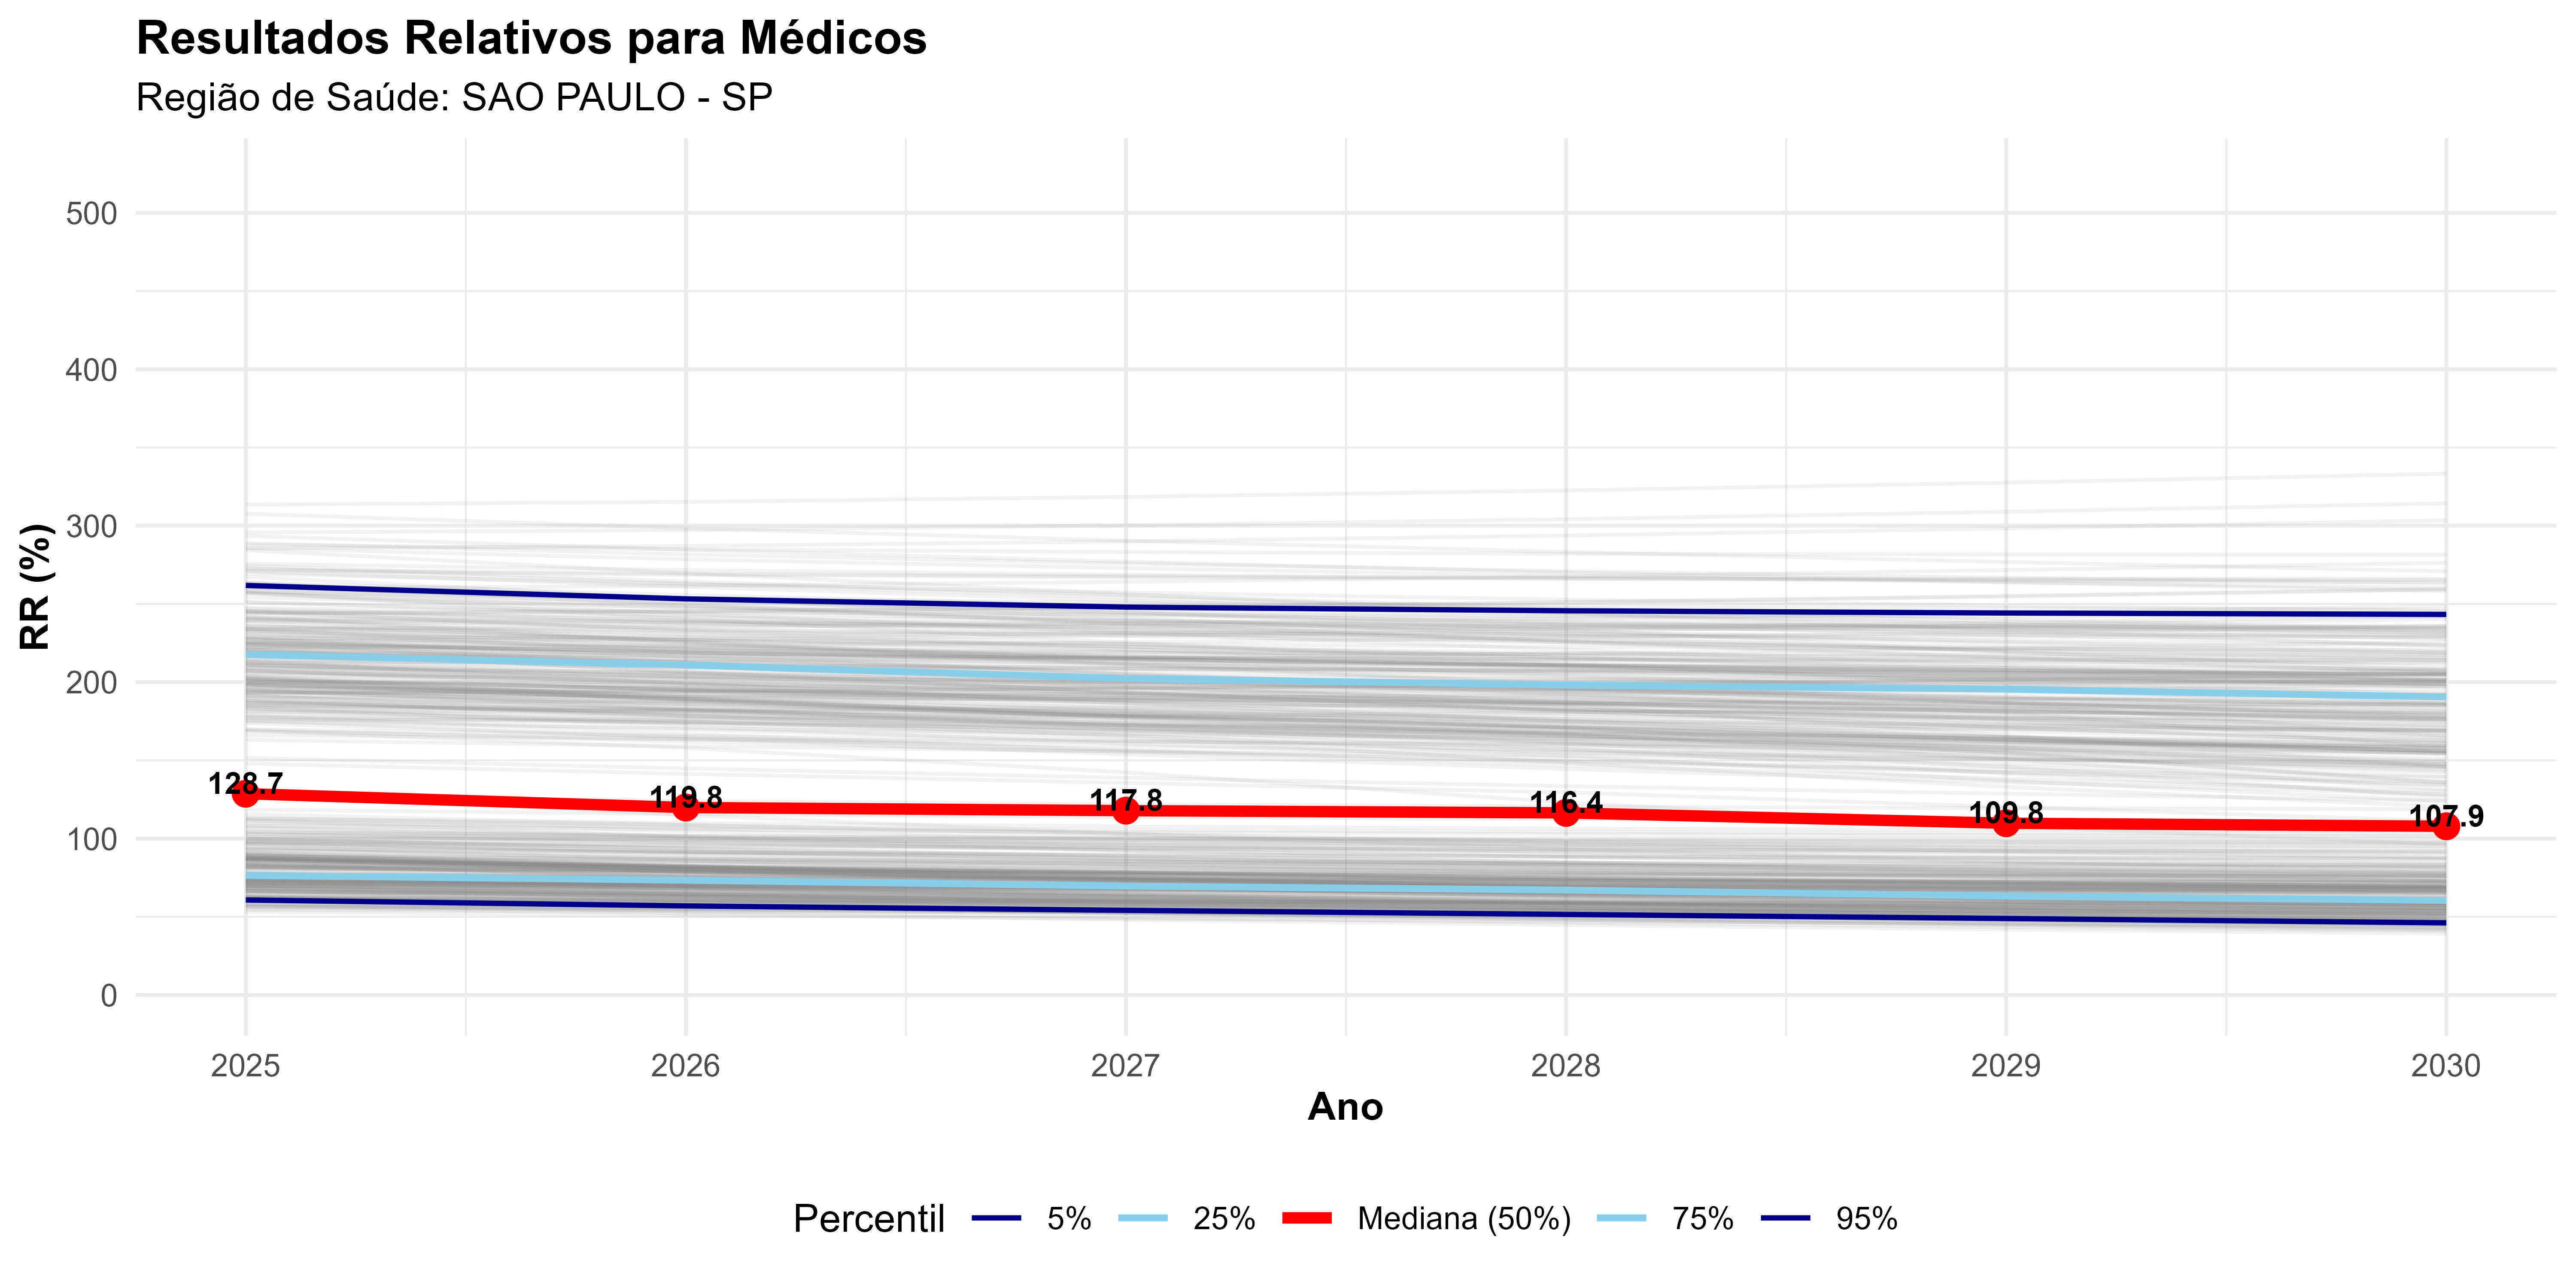 Resultados Relativos para Médicos
Região de Saúde: SAO PAULO - SP
RR (%)
500
400
300
200
100
0
128.7
119.8
117.8
116.4
109.8
107.9
2025 2026 2027 2028 2029 2030
Ano
Percentil 5% 25% Mediana (50%) 75% 95%